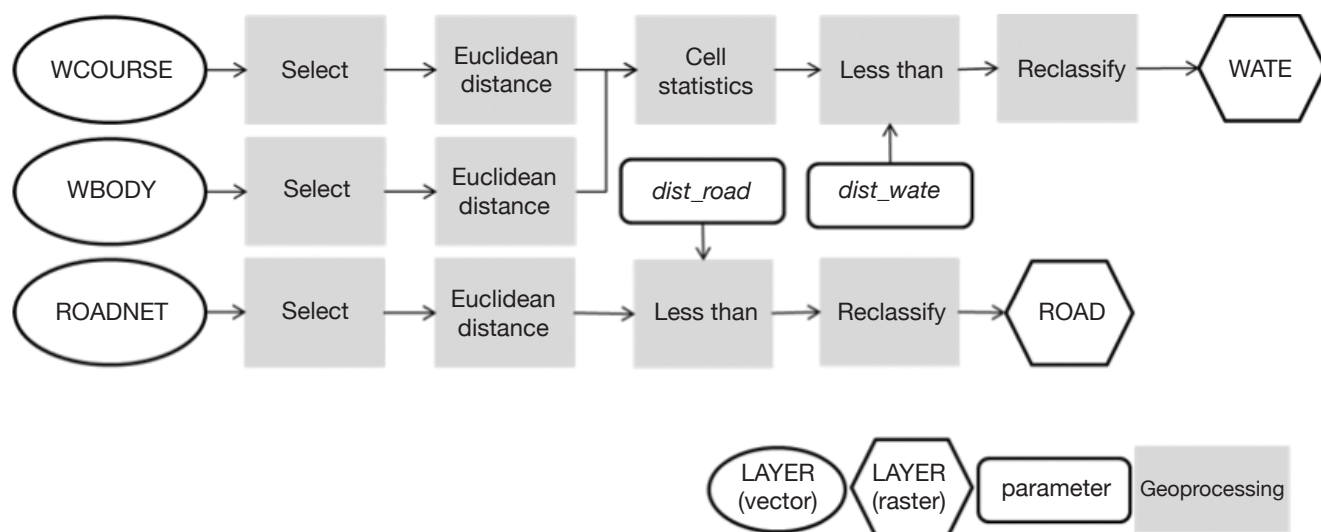 WCOURSE
Select
Euclidean
distance
Cell
statistics
Less than
Reclassify
WATE
WBODY
Select
Euclidean
distance
dist_road
dist_wate
ROADNET
Select
Euclidean
distance
Less than
Reclassify
ROAD
LAYER
(vector)
LAYER
(raster)
parameter
Geoprocessing